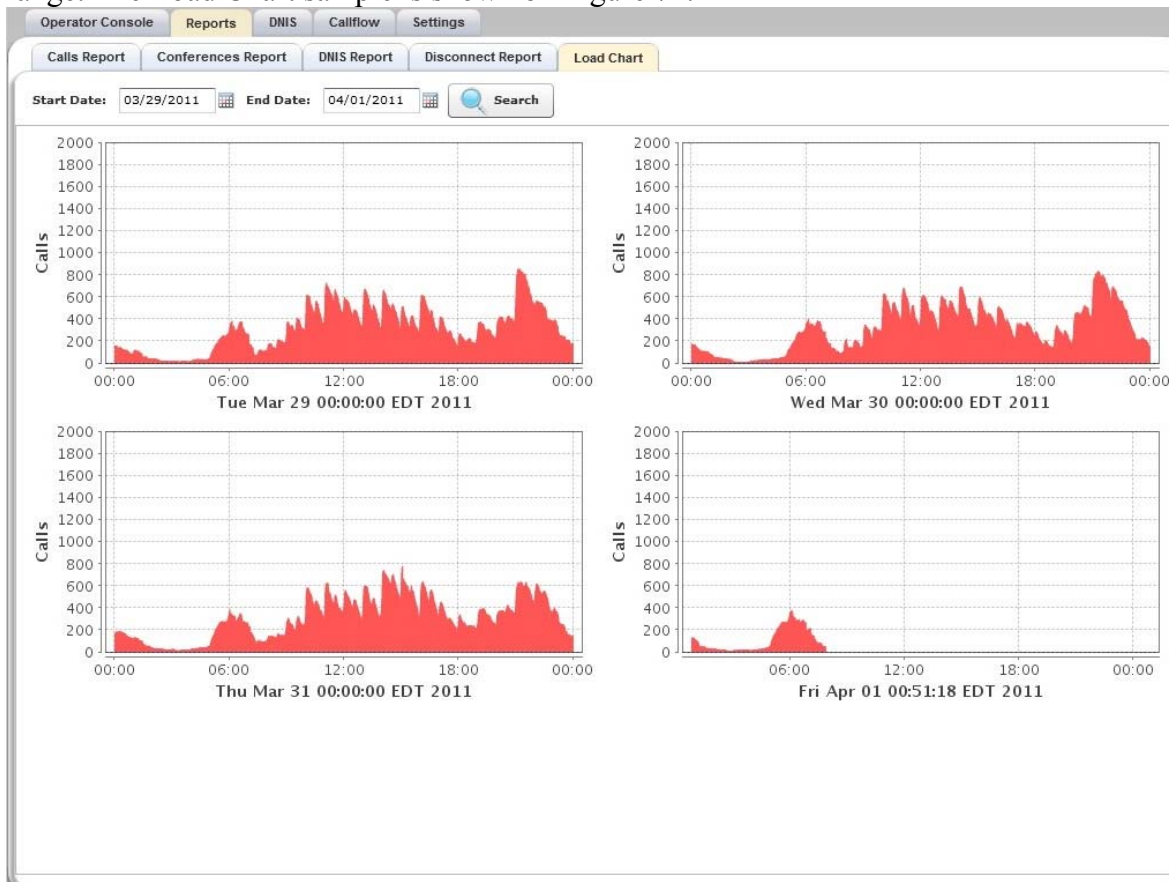 Operator Console Reports DNIS Callflow Settings
Calls Report Conferences Report DNIS Report Disconnect Report Load Chart
Start Date: 03/29/2011 End Date: 04/01/2011 Search
2000
1800
1600
1400
1200
1000
800
600
400
200
0
Calls
00:00 06:00 12:00 18:00 00:00
Tue Mar 29 00:00:00 EDT 2011
2000
1800
1600
1400
1200
1000
800
600
400
200
0
Calls
00:00 06:00 12:00 18:00 00:00
Wed Mar 30 00:00:00 EDT 2011
2000
1800
1600
1400
1200
1000
800
600
400
200
0
Calls
00:00 06:00 12:00 18:00 00:00
Thu Mar 31 00:00:00 EDT 2011
2000
1800
1600
1400
1200
1000
800
600
400
200
0
Calls
06:00 12:00 18:00 00:00
Fri Apr 01 00:51:18 EDT 2011